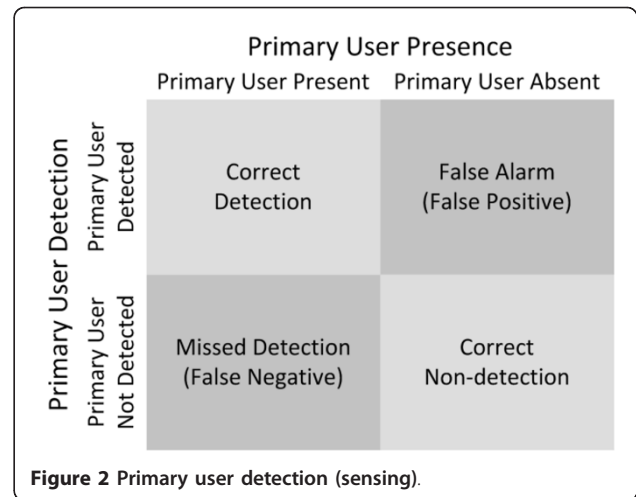 Primary User Presence
Primary User Present
Primary User Absent
Primary User Detection
Primary User
Detected
Correct
Detection
False Alarm
(False Positive)
Primary User
Not Detected
Missed Detection
(False Negative)
Correct
Non-detection
Figure 2 Primary user detection (sensing).